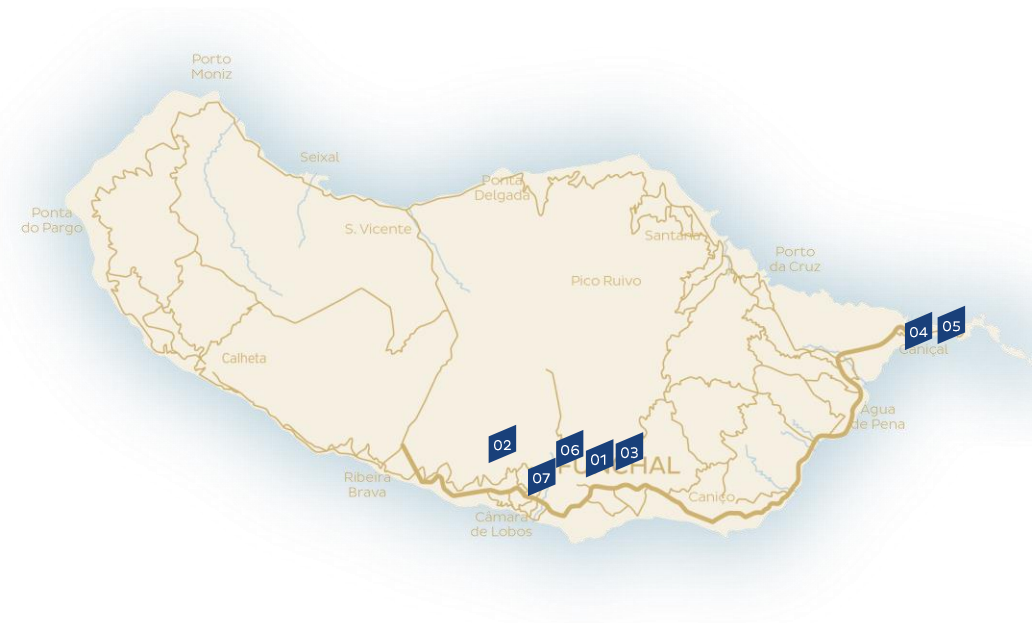 Porto
Moniz
Seixal
Ponta
Delgada
Ponta
do Pargo
S. Vicente
Santana
Porto
da Cruz
Pico Ruivo
04
05
Caniçal
Calheta
Água
de Pena
02
06
01
03
07
FUNCHAL
Ribeira
Brava
Caniço
Câmara
de Lobos